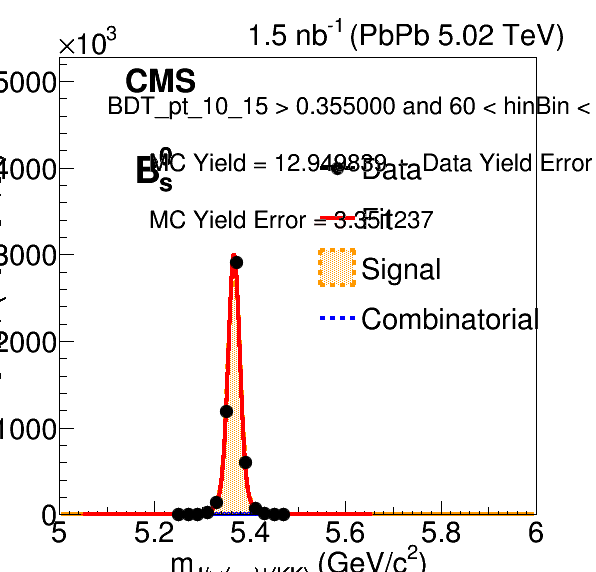 ×10³
1.5 nb⁻¹ (PbPb 5.02 TeV)
5000
CMS
BDT_pt_10_15 > 0.355000 and 60 < hinBin <
4000
B⁰ₛ
MC Yield = 12.949839
Data Yield Error
Data
MC Yield Error = 3.351237
Fit
3000
Signal
2000
Combinatorial
1000
0
5 5.2 5.4 5.6 5.8 6
(GeV/c²)